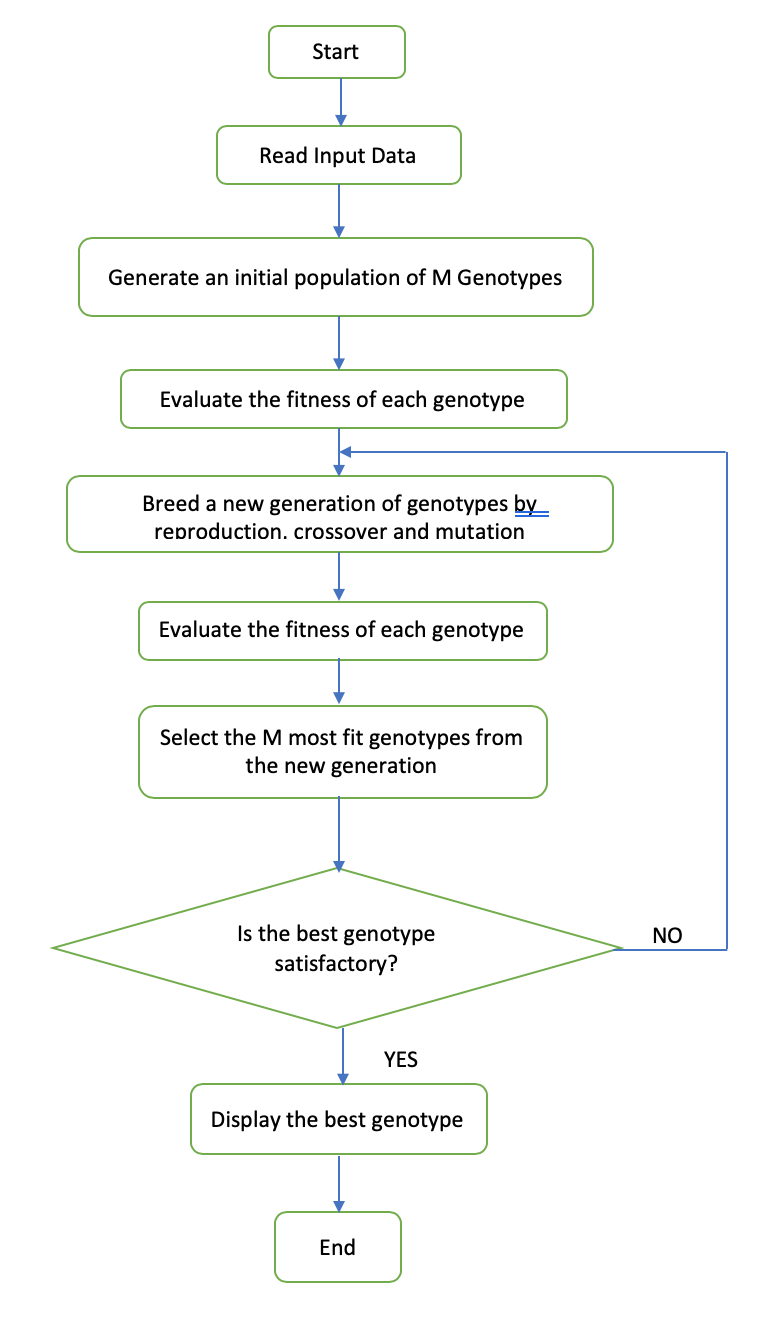 Start
Read Input Data
Generate an initial population of M Genotypes
Evaluate the fitness of each genotype
Breed a new generation of genotypes by
reproduction, crossover and mutation
Evaluate the fitness of each genotype
Select the M most fit genotypes from
the new generation
Is the best genotype
satisfactory?
NO
YES
Display the best genotype
End